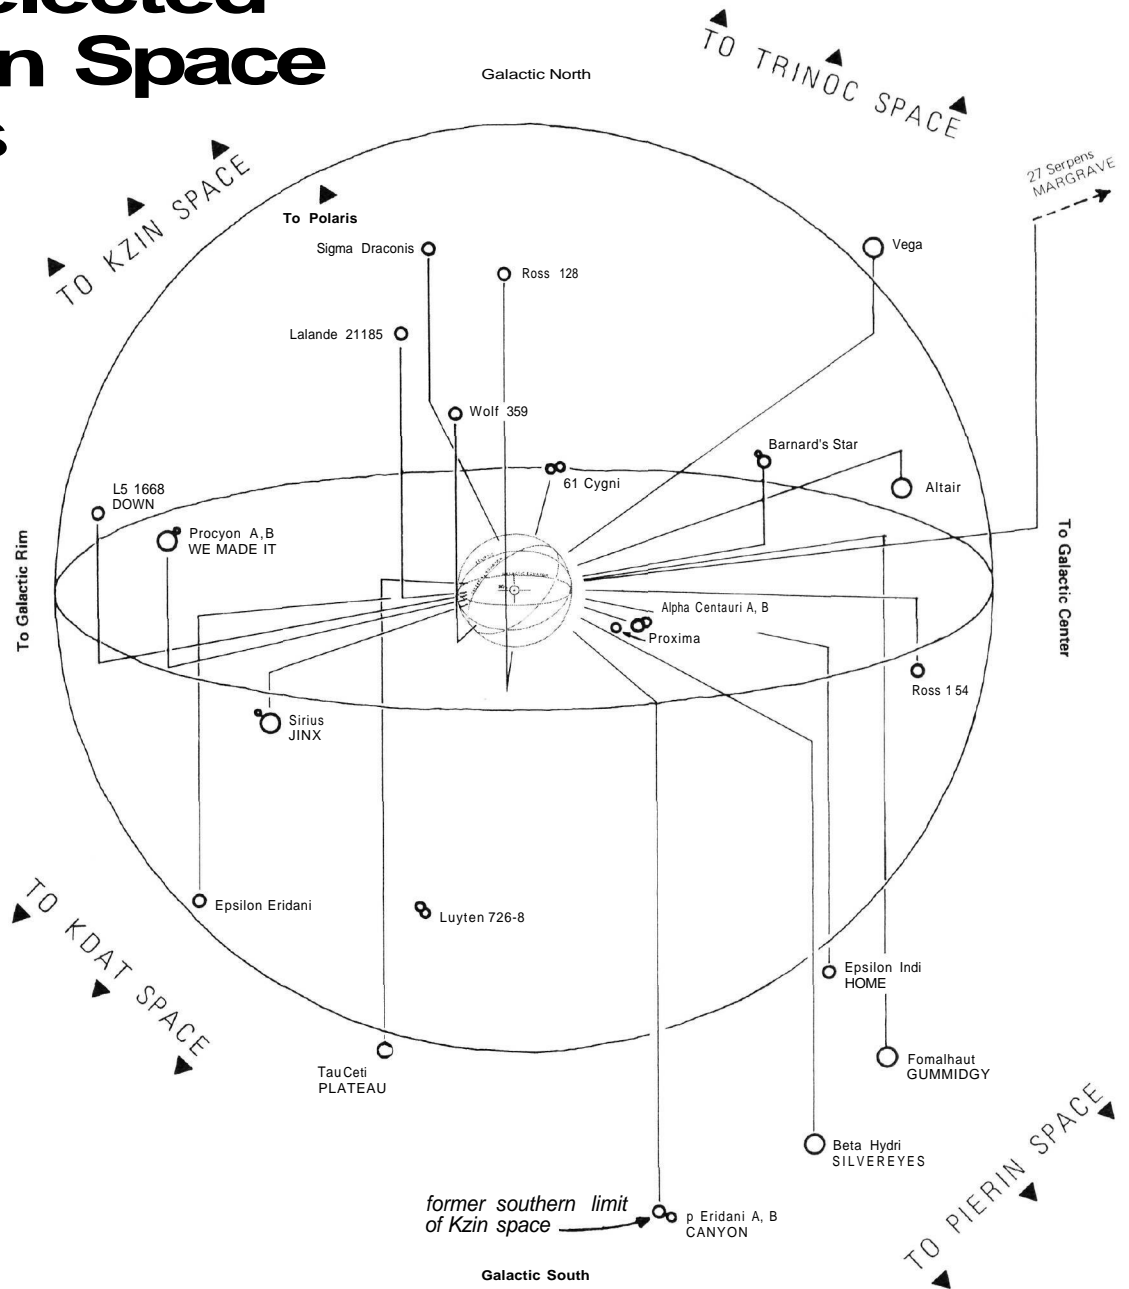 elected
n Space
s
Galactic North
TO TRINOC SPACE
27 Serpens
MARGRAVE
TO KZIN SPACE
To Polaris
Sigma Draconis
Ross 128
Vega
Lalande 21185
Wolf 359
Barnard's Star
61 Cygni
Altair
L5 1668
DOWN
Procyon A,B
WE MADE IT
To Galactic Rim
To Galactic Center
Alpha Centauri A, B
Proxima
Ross 154
Sirius
JINX
Epsilon Eridani
Luyten 726-8
TO KDAT SPACE
Epsilon Indi
HOME
Tau Ceti
PLATEAU
Fomalhaut
GUMMIDGY
Beta Hydri
SILVEREYES
TO PIERIN SPACE
former southern limit
of Kzin space
p Eridani A, B
CANYON
Galactic South